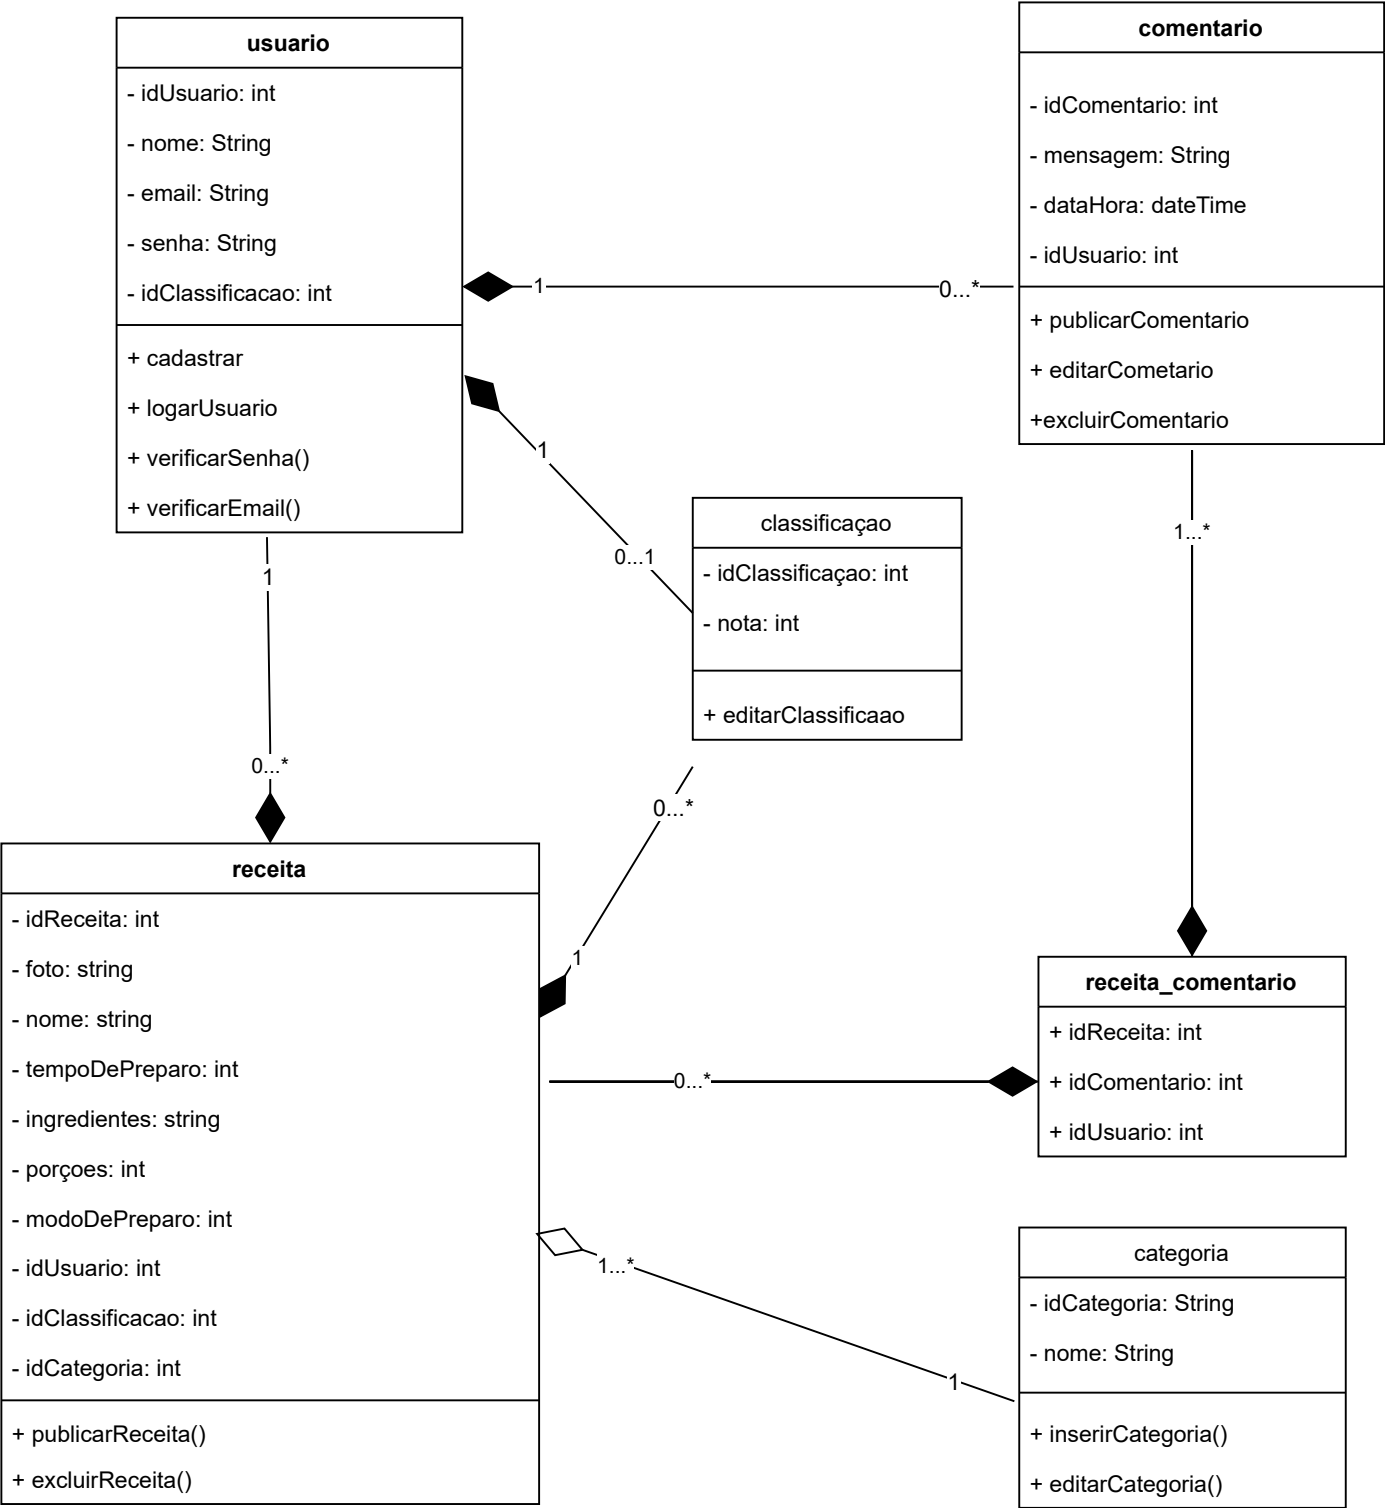 usuario
- idUsuario: int
- nome: String
- email: String
- senha: String
- idClassificacao: int
+ cadastrar
+ logarUsuario
+ verificarSenha()
+ verificarEmail()
comentario
- idComentario: int
- mensagem: String
- dataHora: dateTime
- idUsuario: int
+ publicarComentario
+ editarCometario
+excluirComentario
1
0...*
1
0...1
classificaçao
- idClassificaçao: int
- nota: int
+ editarClassificaao
1...*
1
0...*
0...*
1
receita
- idReceita: int
- foto: string
- nome: string
- tempoDePreparo: int
- ingredientes: string
- porçoes: int
- modoDePreparo: int
- idUsuario: int
- idClassificacao: int
- idCategoria: int
+ publicarReceita()
+ excluirReceita()
receita_comentario
+ idReceita: int
+ idComentario: int
+ idUsuario: int
0...*
1...*
1
categoria
- idCategoria: String
- nome: String
+ inserirCategoria()
+ editarCategoria()